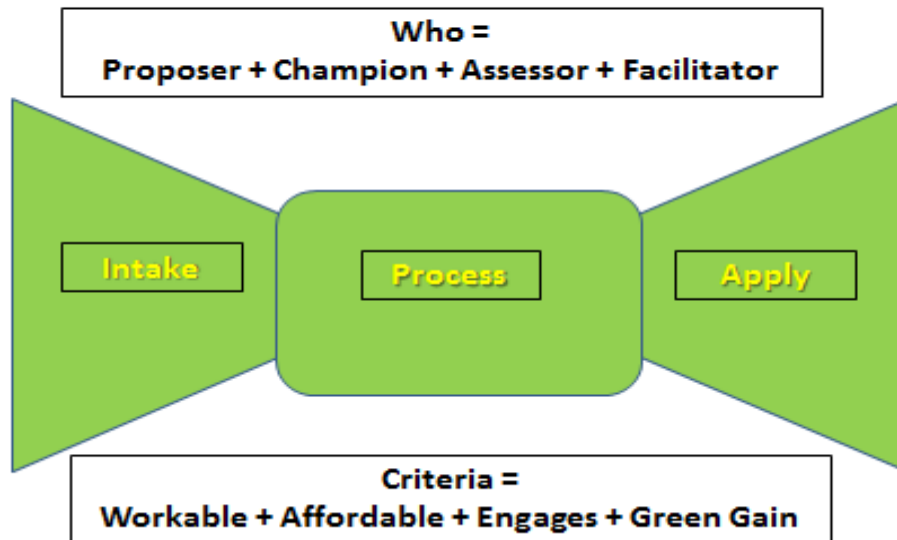 Who =
Proposer + Champion + Assessor + Facilitator
Intake
Process
Apply
Criteria =
Workable + Affordable + Engages + Green Gain